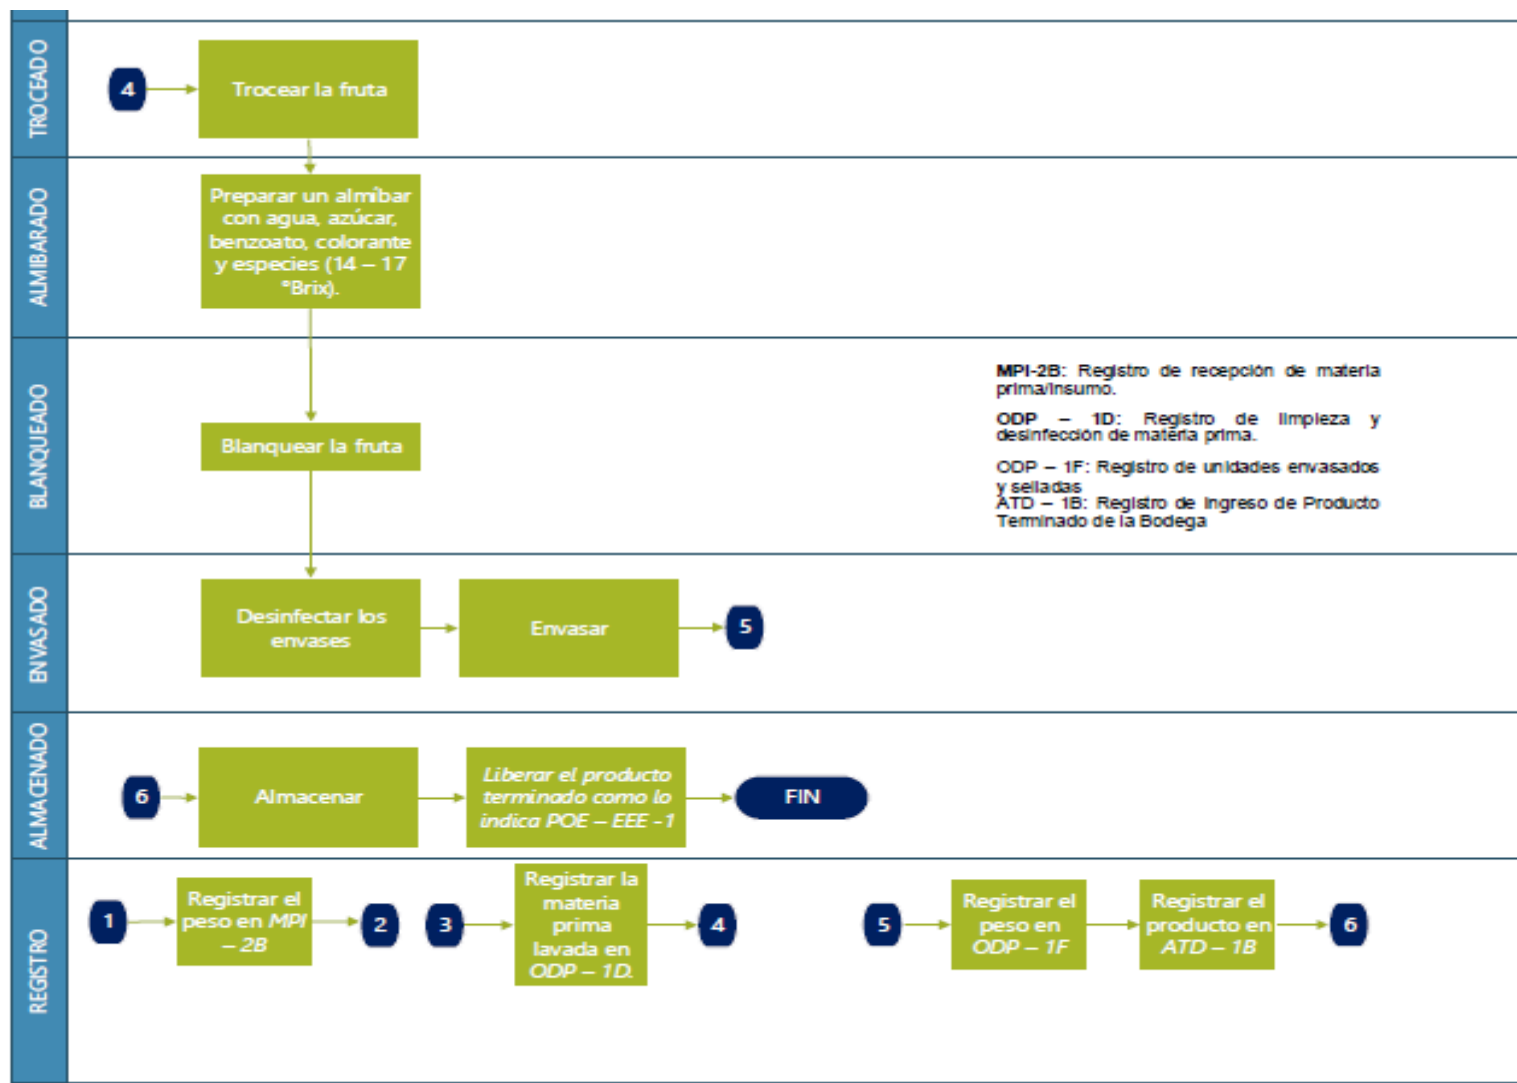 TROCEADO
4
Trocear la fruta
ALMIBARADO
Preparar un almíbar
con agua, azúcar,
benzoato, colorante
y especies (14 – 17
°Brix).
BLANQUEADO
Blanquear la fruta
MPI-2B: Registro de recepción de materia
prima/insumo.
ODP – 1D: Registro de limpieza y
desinfección de materia prima.
ODP – 1F: Registro de unidades envasados
y selladas
ATD – 1B: Registro de Ingreso de Producto
Terminado de la Bodega
ENVASADO
Desinfectar los
envases
Envasar
5
ALMACENADO
6
Almacenar
Liberar el producto
terminado como lo
indica POE – EEE -1
FIN
REGISTRO
1
Registrar el
peso en MPI
– 2B
2
3
Registrar la
materia
prima
lavada en
ODP – 1D.
4
5
Registrar el
peso en
ODP – 1F
Registrar el
producto en
ATD – 1B
6